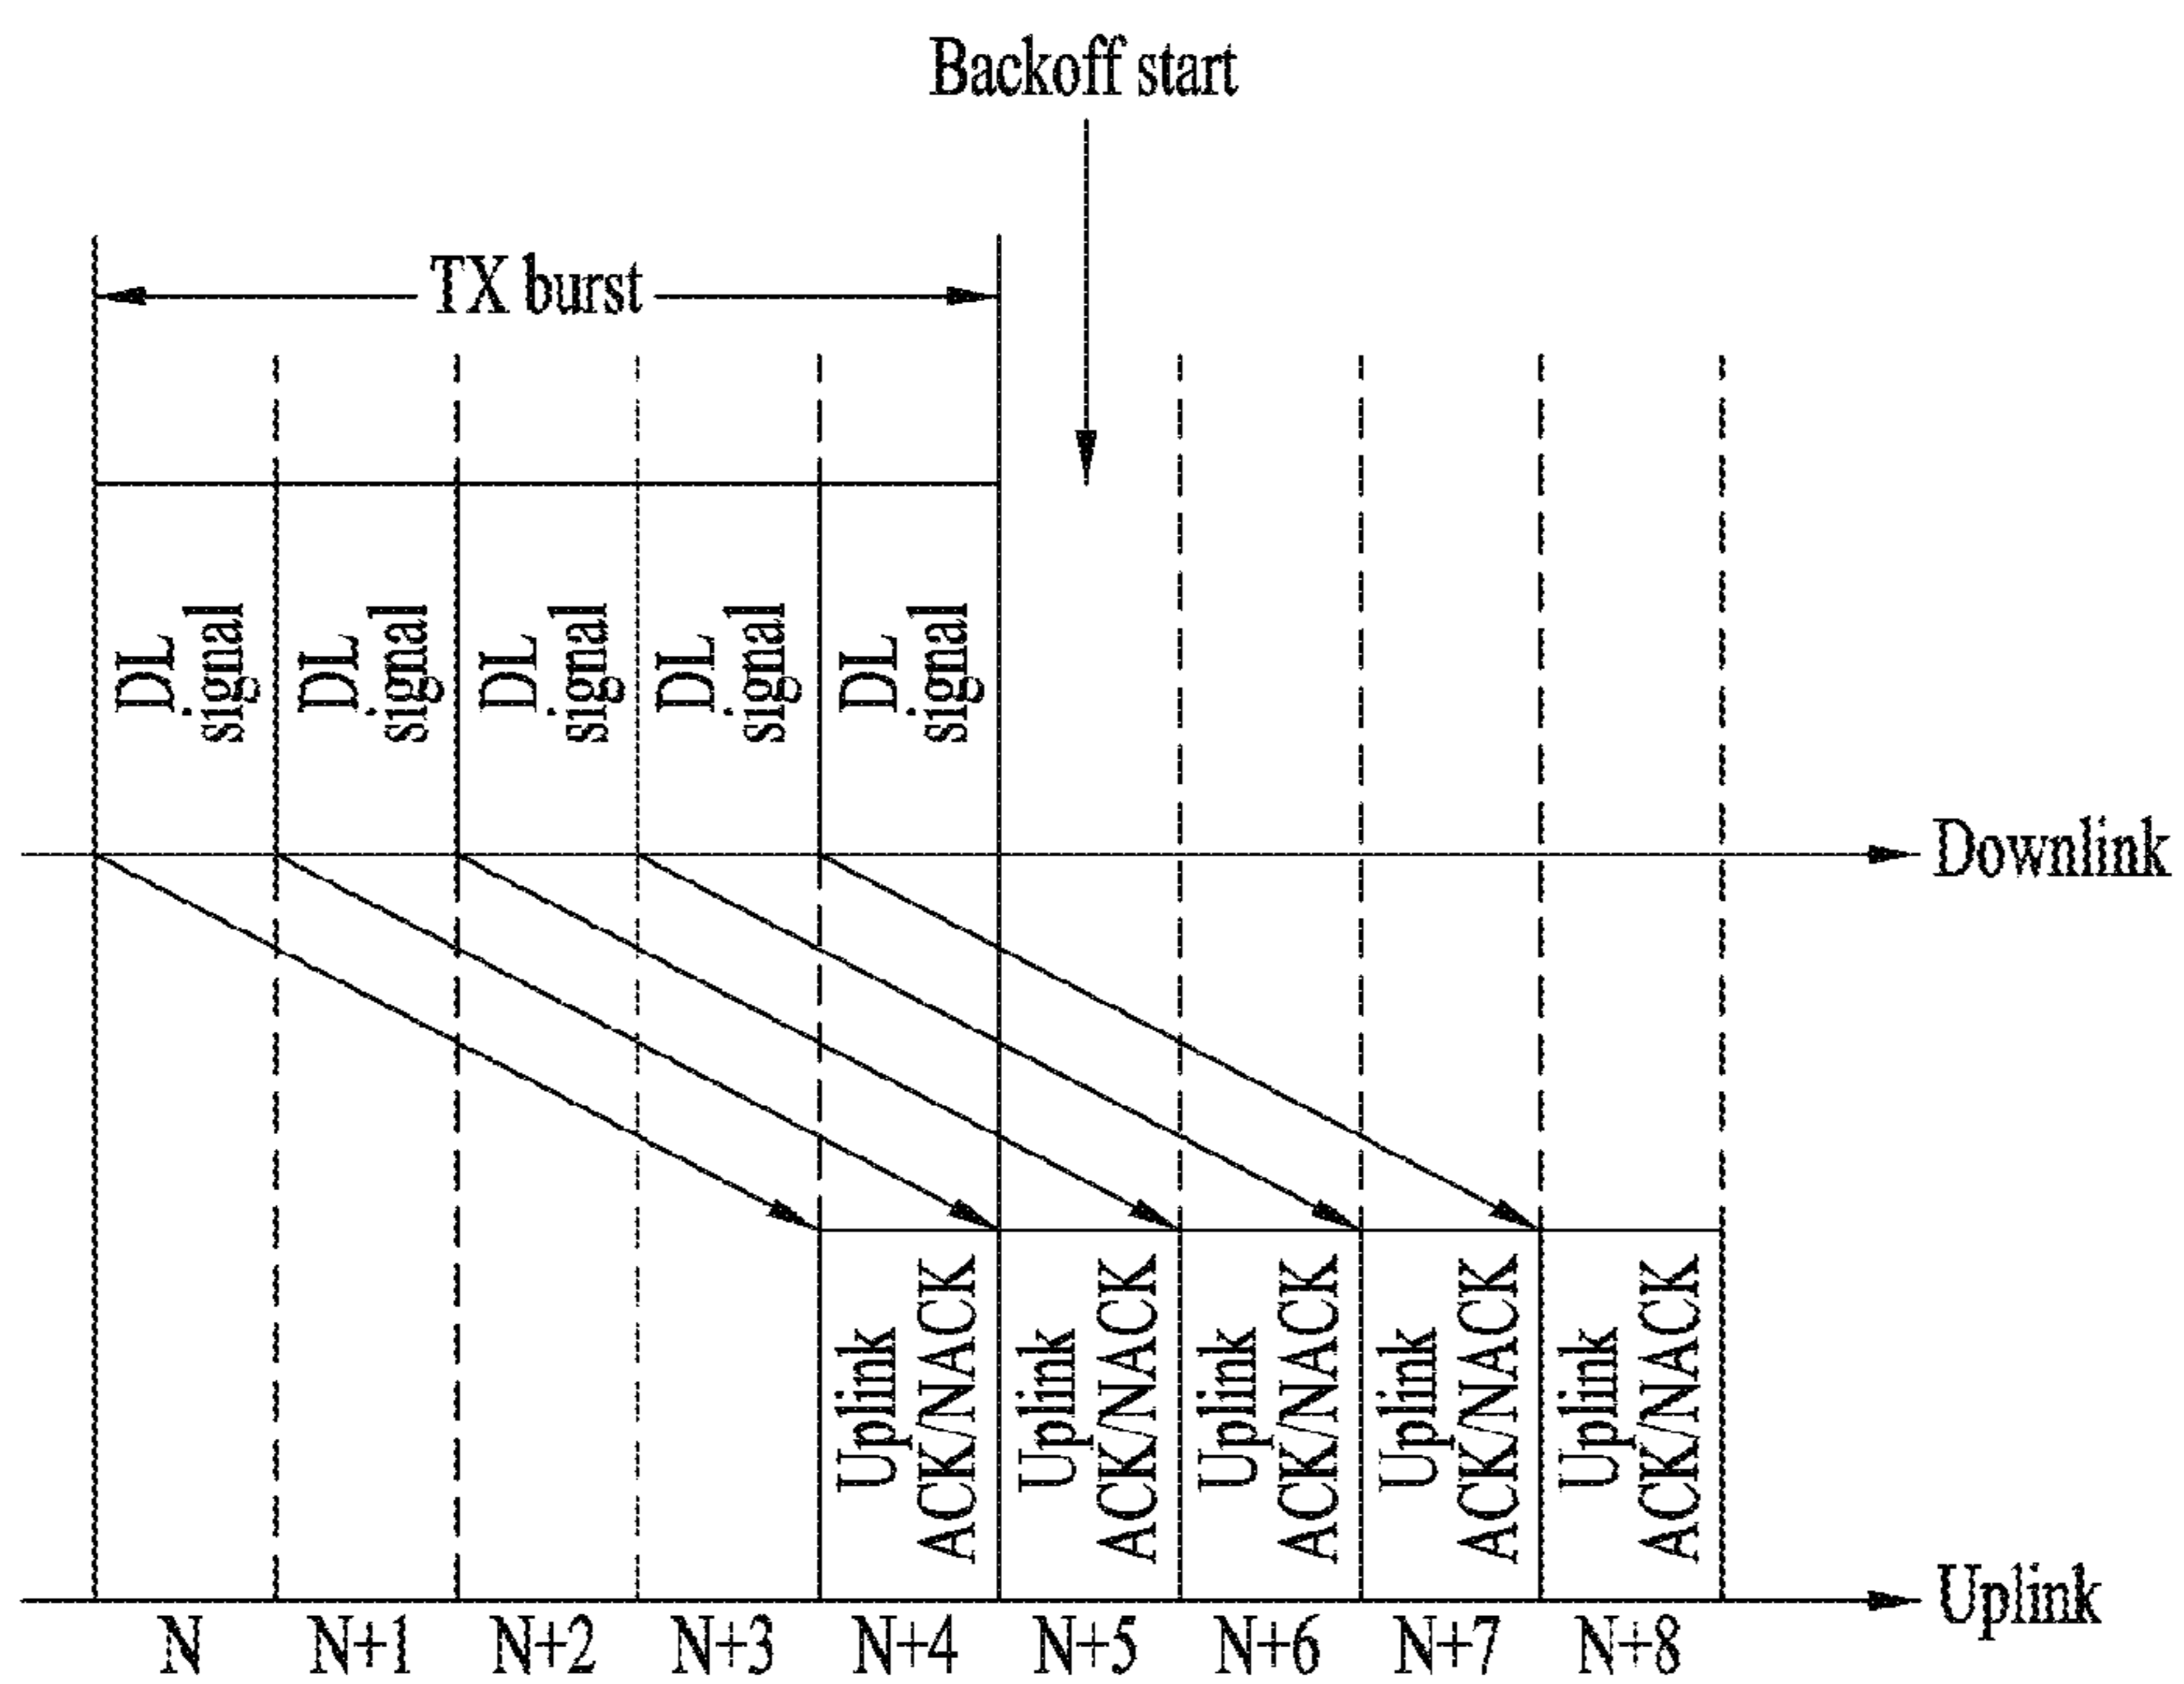 Backoff start
TX burst
DL
signal
DL
signal
DL
signal
DL
signal
DL
signal
Downlink
Uplink
ACK/NACK
Uplink
ACK/NACK
Uplink
ACK/NACK
Uplink
ACK/NACK
Uplink
ACK/NACK
Uplink
N
N+1
N+2
N+3
N+4
N+5
N+6
N+7
N+8